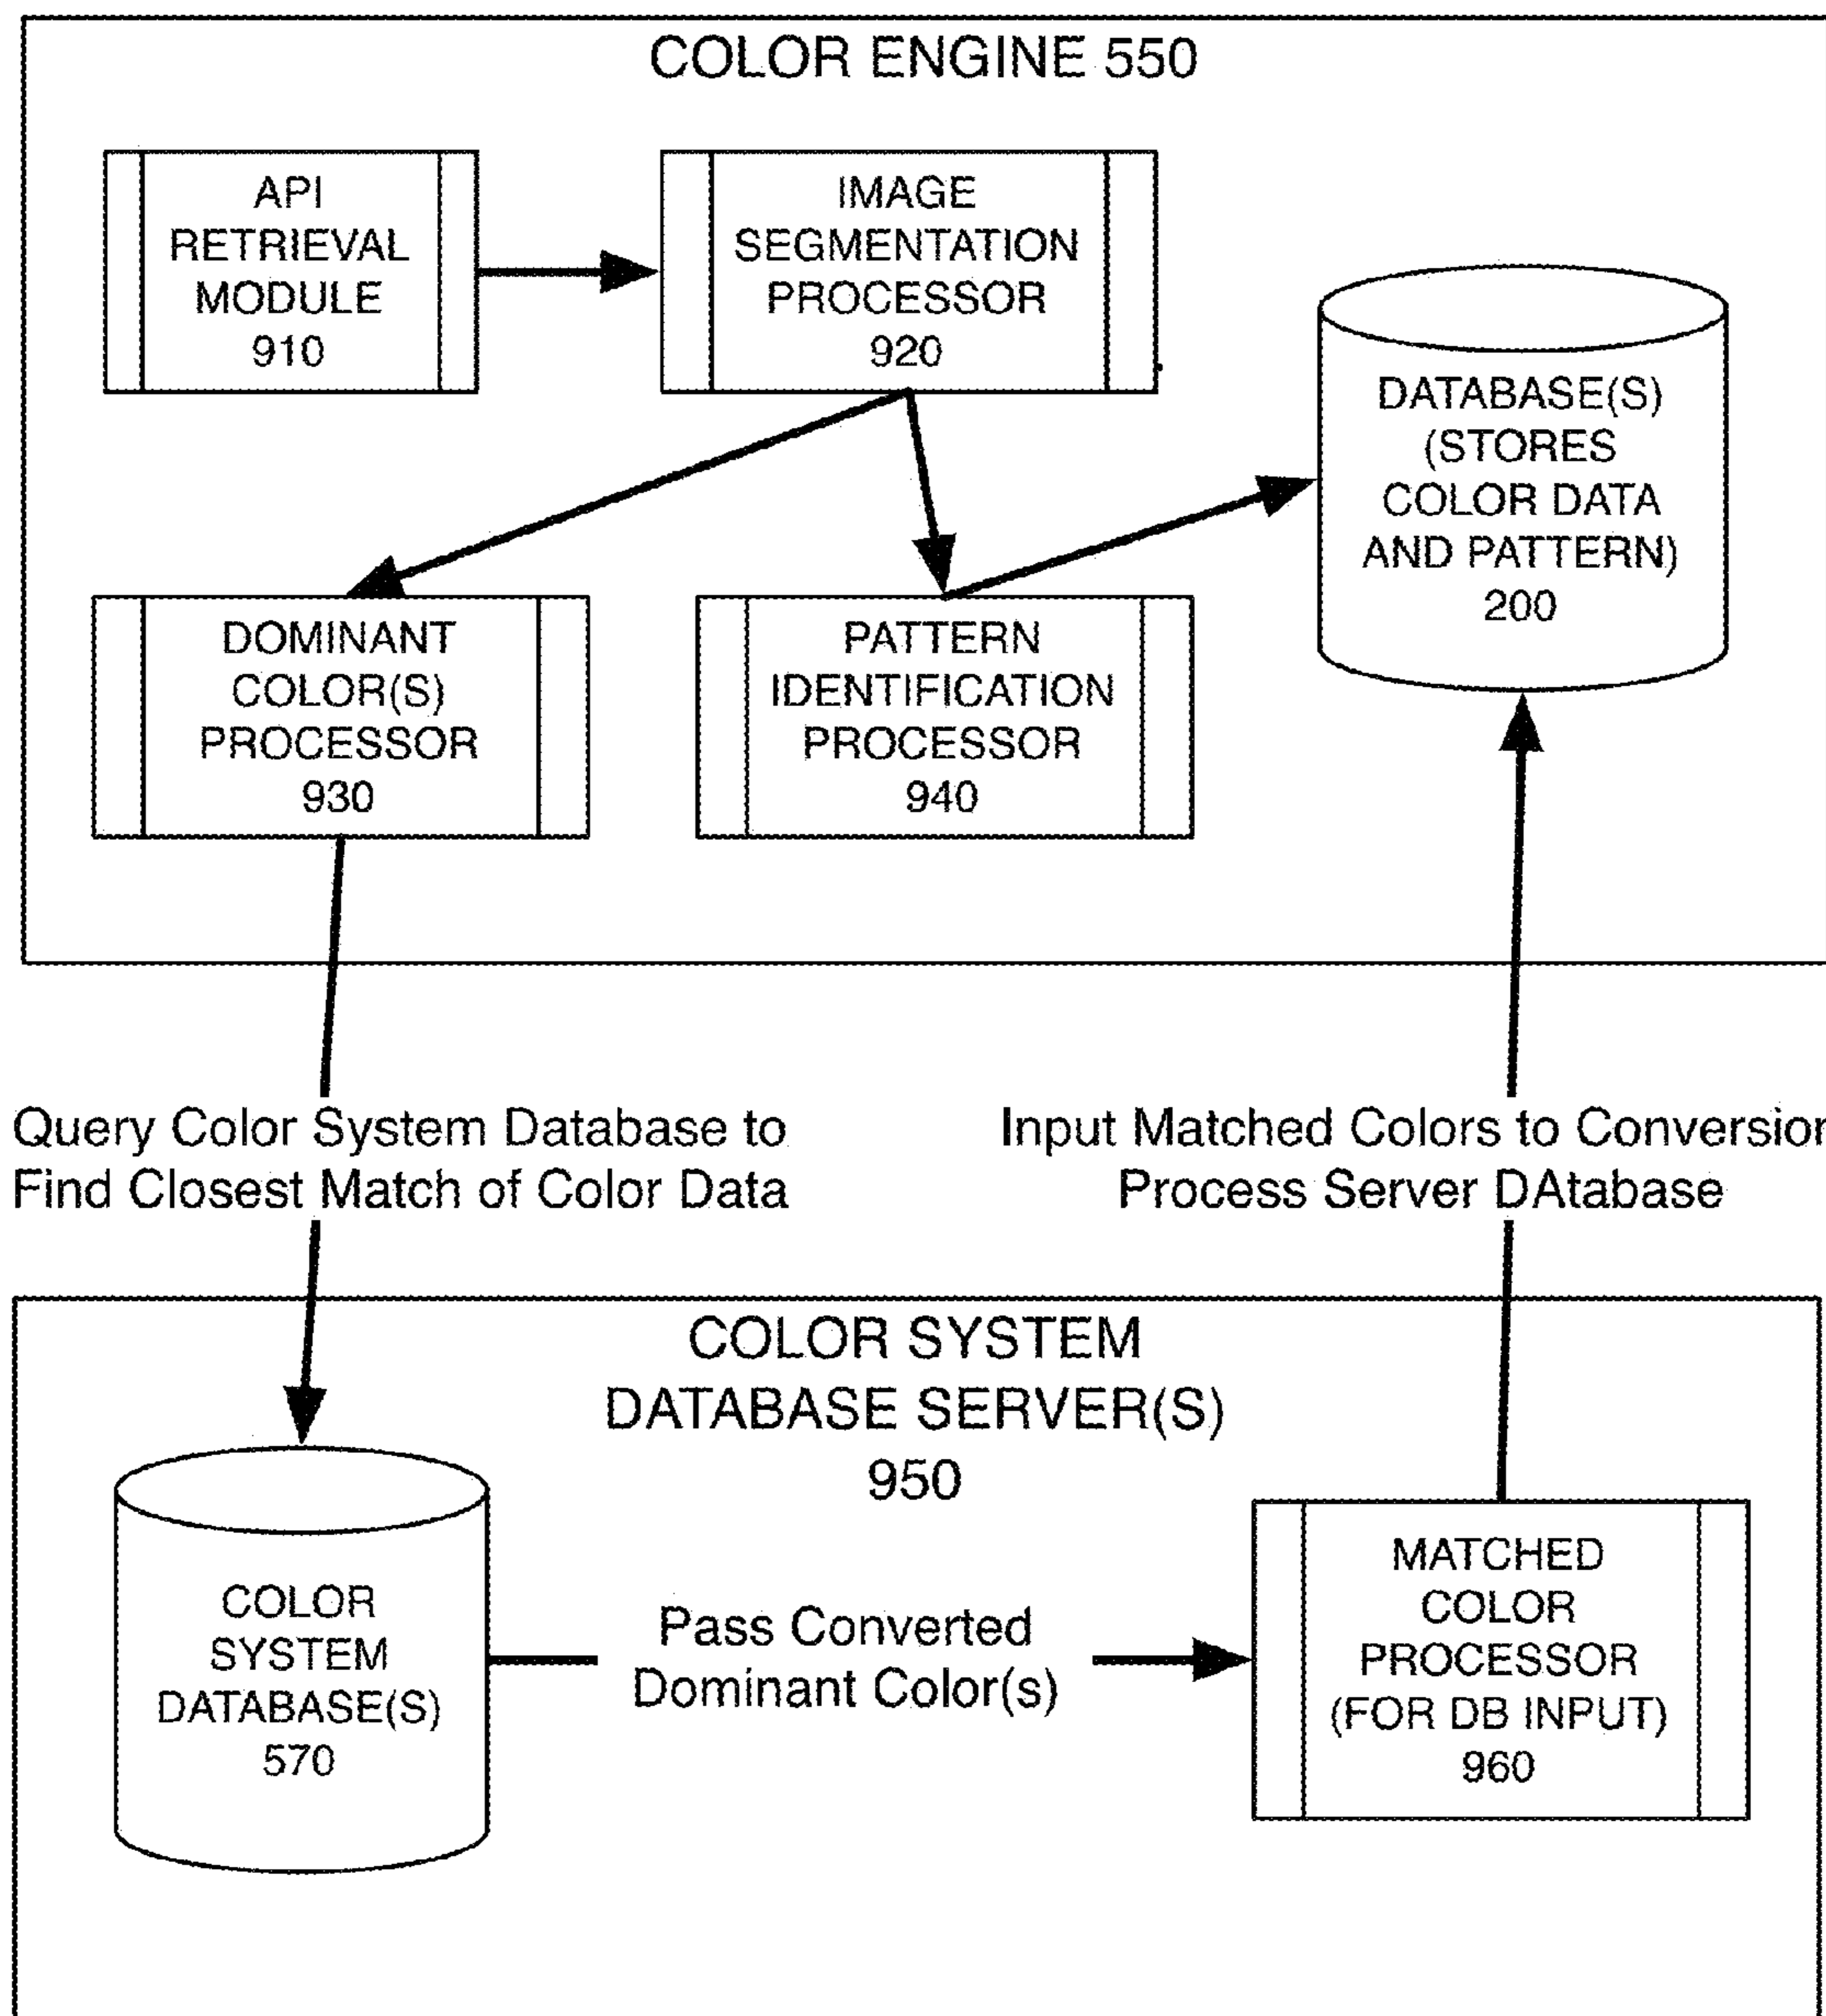 COLOR ENGINE 550
API
RETRIEVAL
MODULE
910
IMAGE
SEGMENTATION
PROCESSOR
920
DATABASE(S)
(STORES
COLOR DATA
AND PATTERN)
200
DOMINANT
COLOR(S)
PROCESSOR
930
PATTERN
IDENTIFICATION
PROCESSOR
940
Query Color System Database to
Find Closest Match of Color Data
Input Matched Colors to Conversion
Process Server DAtabase
COLOR SYSTEM
DATABASE SERVER(S)
950
COLOR
SYSTEM
DATABASE(S)
570
Pass Converted
Dominant Color(s)
MATCHED
COLOR
PROCESSOR
(FOR DB INPUT)
960